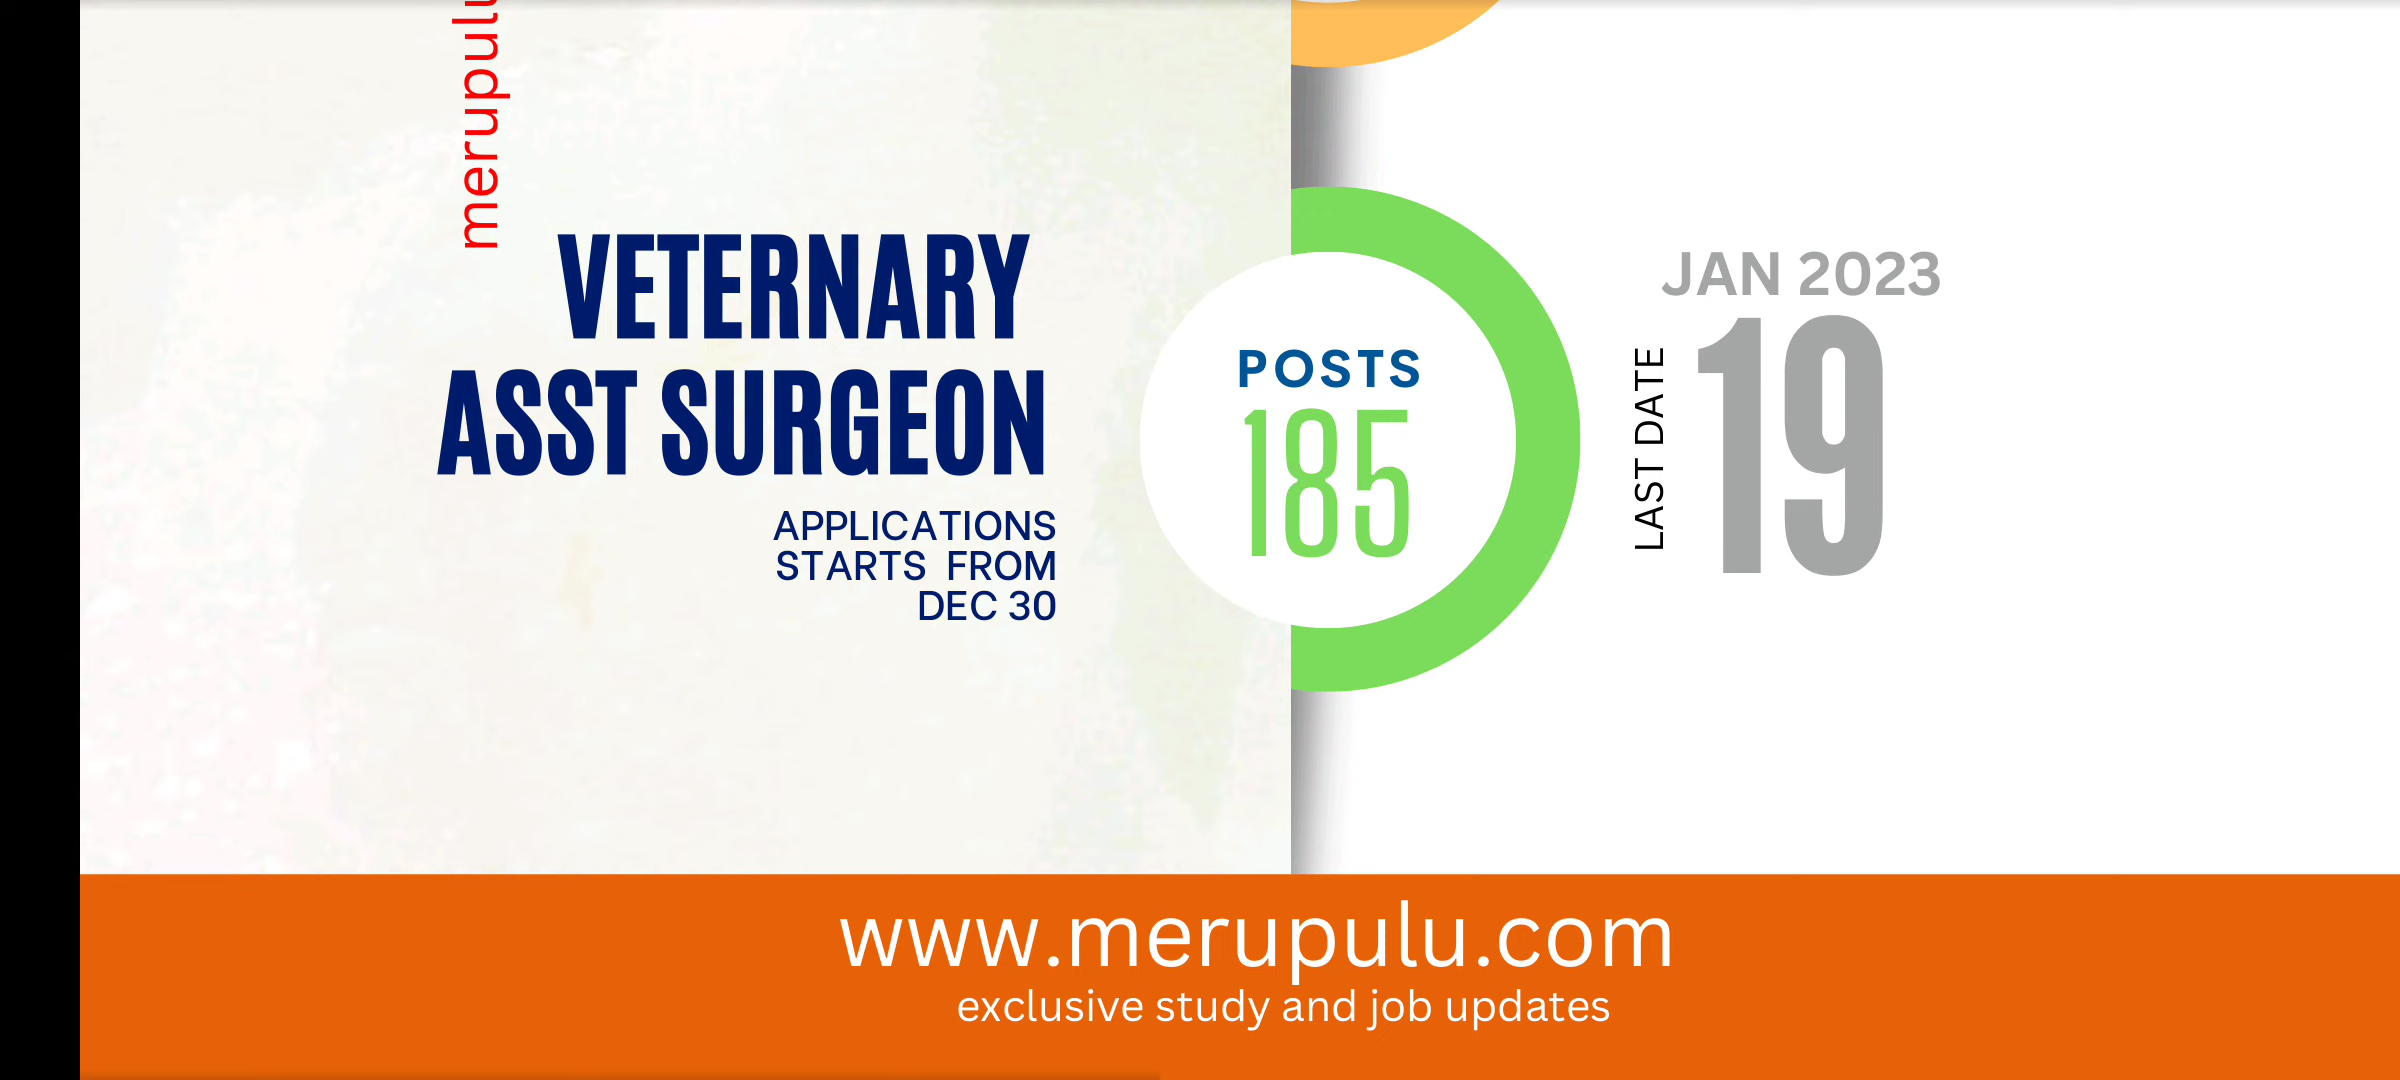 merupulu
VETERNARY
ASST SURGEON
APPLICATIONS
STARTS FROM
DEC 30
POSTS
185
JAN 2023
LAST DATE
19
www.merupulu.com
exclusive study and job updates